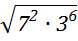 √(7² · 3⁶)